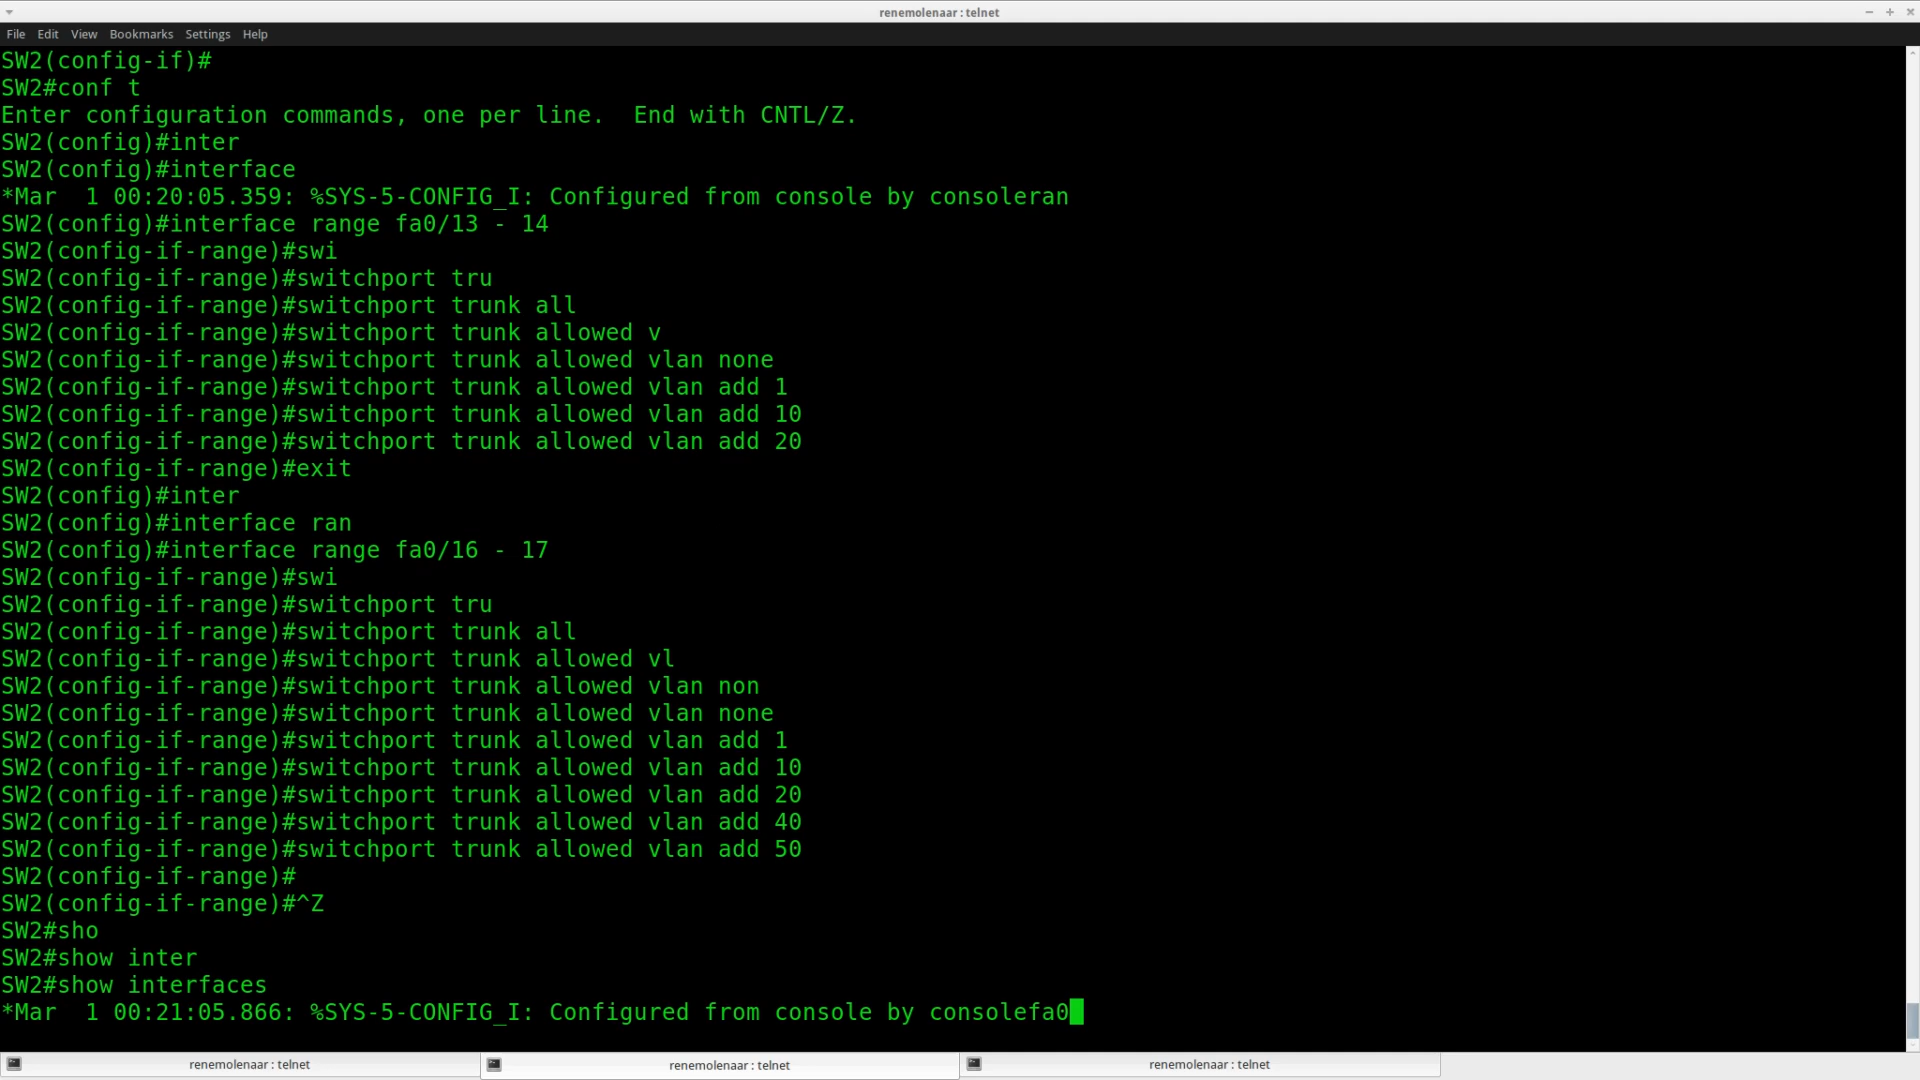 renemolenaar : telnet
File Edit View Bookmarks Settings Help
SW2(config-if)#
SW2#conf t
Enter configuration commands, one per line.  End with CNTL/Z.
SW2(config)#inter
SW2(config)#interface
*Mar  1 00:20:05.359: %SYS-5-CONFIG_I: Configured from console by consoleran
SW2(config)#interface range fa0/13 - 14
SW2(config-if-range)#swi
SW2(config-if-range)#switchport tru
SW2(config-if-range)#switchport trunk all
SW2(config-if-range)#switchport trunk allowed v
SW2(config-if-range)#switchport trunk allowed vlan none
SW2(config-if-range)#switchport trunk allowed vlan add 1
SW2(config-if-range)#switchport trunk allowed vlan add 10
SW2(config-if-range)#switchport trunk allowed vlan add 20
SW2(config-if-range)#exit
SW2(config)#inter
SW2(config)#interface ran
SW2(config)#interface range fa0/16 - 17
SW2(config-if-range)#swi
SW2(config-if-range)#switchport tru
SW2(config-if-range)#switchport trunk all
SW2(config-if-range)#switchport trunk allowed vl
SW2(config-if-range)#switchport trunk allowed vlan non
SW2(config-if-range)#switchport trunk allowed vlan none
SW2(config-if-range)#switchport trunk allowed vlan add 1
SW2(config-if-range)#switchport trunk allowed vlan add 10
SW2(config-if-range)#switchport trunk allowed vlan add 20
SW2(config-if-range)#switchport trunk allowed vlan add 40
SW2(config-if-range)#switchport trunk allowed vlan add 50
SW2(config-if-range)#
SW2(config-if-range)#^Z
SW2#sho
SW2#show inter
SW2#show interfaces
*Mar  1 00:21:05.866: %SYS-5-CONFIG_I: Configured from console by consolefa0
renemolenaar : telnet renemolenaar : telnet renemolenaar : telnet